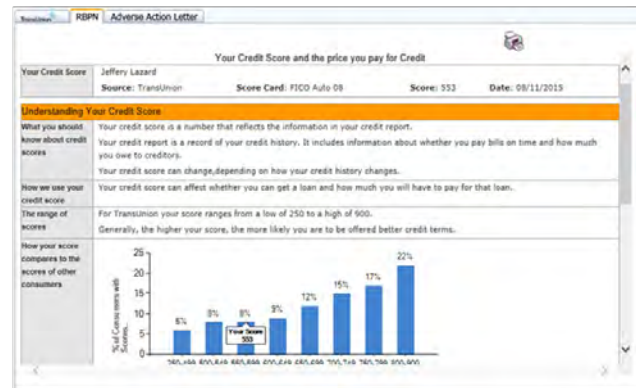 TransUnion RBPN Adverse Action Letter
Your Credit Score and the price you pay for Credit
Your Credit Score
Jeffery Lazard
Source: TransUnion Score Card: FICO Auto 08 Score: 553 Date: 08/11/2015
Understanding Your Credit Score
What you should
know about credit
scores
Your credit score is a number that reflects the information in your credit report.
Your credit report is a record of your credit history. It includes information about whether you pay bills on time and how much
you owe to creditors.
Your credit score can change,depending on how your credit history changes.
How we use your
credit score
Your credit score can affect whether you can get a loan and how much you will have to pay for that loan.
The range of
scores
For TransUnion your score ranges from a low of 250 to a high of 900.
Generally, the higher your score, the more likely you are to be offered better credit terms.
How your score
compares to the
scores of other
consumers
% of Consumers with
Scores...
25
20
15
10
5
0
6%
8%
8%
9%
12%
15%
17%
22%
Your Score
553